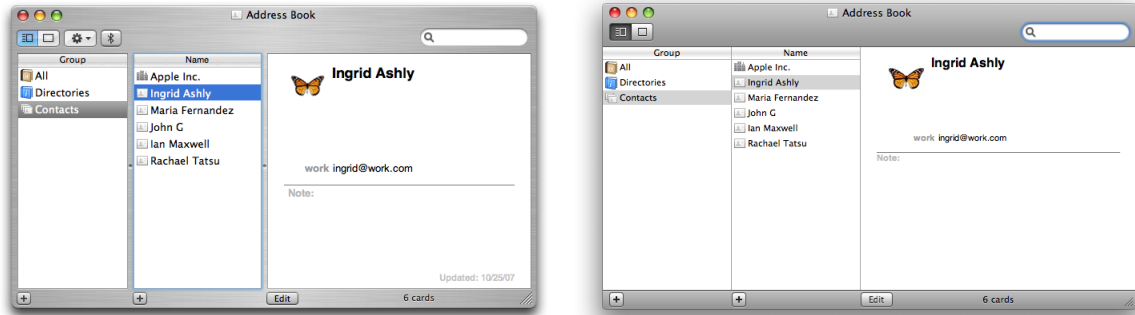 Address Book
Group
Name
All
Directories
Contacts
Apple Inc.
Ingrid Ashly
Maria Fernandez
John G
Ian Maxwell
Rachael Tatsu
Ingrid Ashly
work ingrid@work.com
Note:
Updated: 10/25/07
Edit
6 cards
Address Book
Group
Name
All
Directories
Contacts
Apple Inc.
Ingrid Ashly
Maria Fernandez
John G
Ian Maxwell
Rachael Tatsu
Ingrid Ashly
work ingrid@work.com
Note:
Edit
6 cards